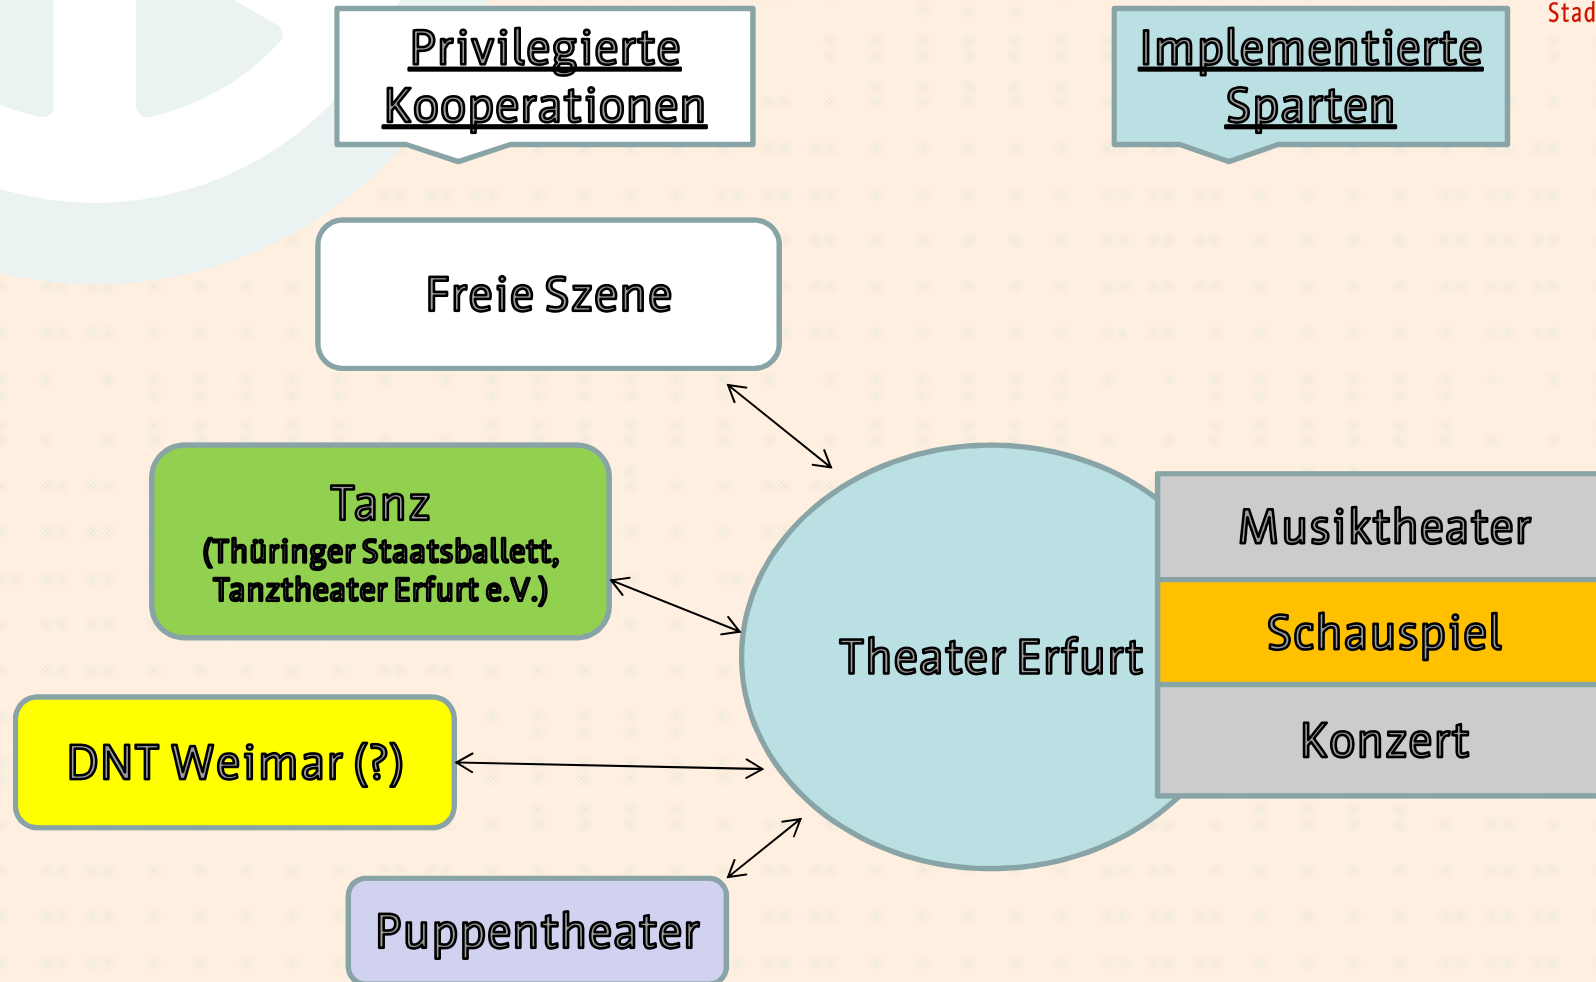 Privilegierte
Kooperationen
Implementierte
Sparten
Freie Szene
Tanz
(Thüringer Staatsballett,
Tanztheater Erfurt e.V.)
DNT Weimar (?)
Puppentheater
Theater Erfurt
Musiktheater
Schauspiel
Konzert